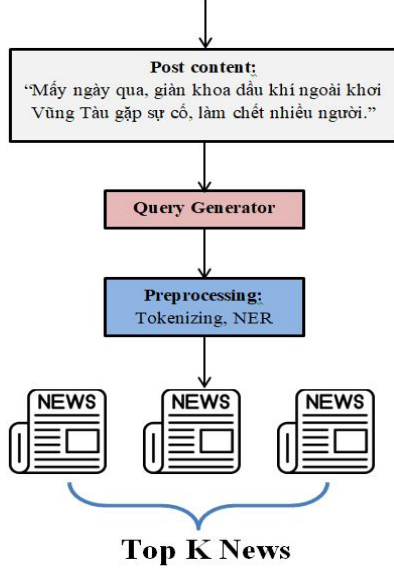 Post content:
“Mấy ngày qua, giàn khoa dầu khí ngoài khơi
Vũng Tàu gặp sự cố, làm chết nhiều người.”
Query Generator
Preprocessing:
Tokenizing, NER
NEWS
NEWS
NEWS
Top K News